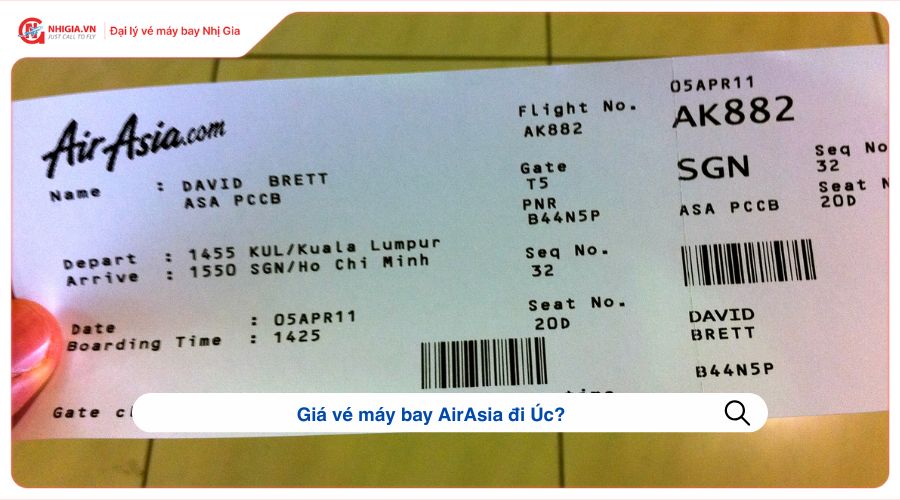 NHIGIA.VN
JUST CALL TO FLY
Đại lý vé máy bay Nhị Gia
AirAsia.com
Name : DAVID BRETT
ASA PCCB
Depart : 1455 KUL/Kuala Lumpur
Arrive : 1550 SGN/Ho Chi Minh
Date : 05APR11
Boarding Time : 1425
Gate
Flight No.
AK882
Gate
T5
PNR
B44N5P
Seq No.
32
Seat No.
20D
05APR11
AK882
SGN
ASA PCCB
Seq No
32
Seat N
20D
DAVID
BRETT
B44N5P
Giá vé máy bay AirAsia đi Úc?